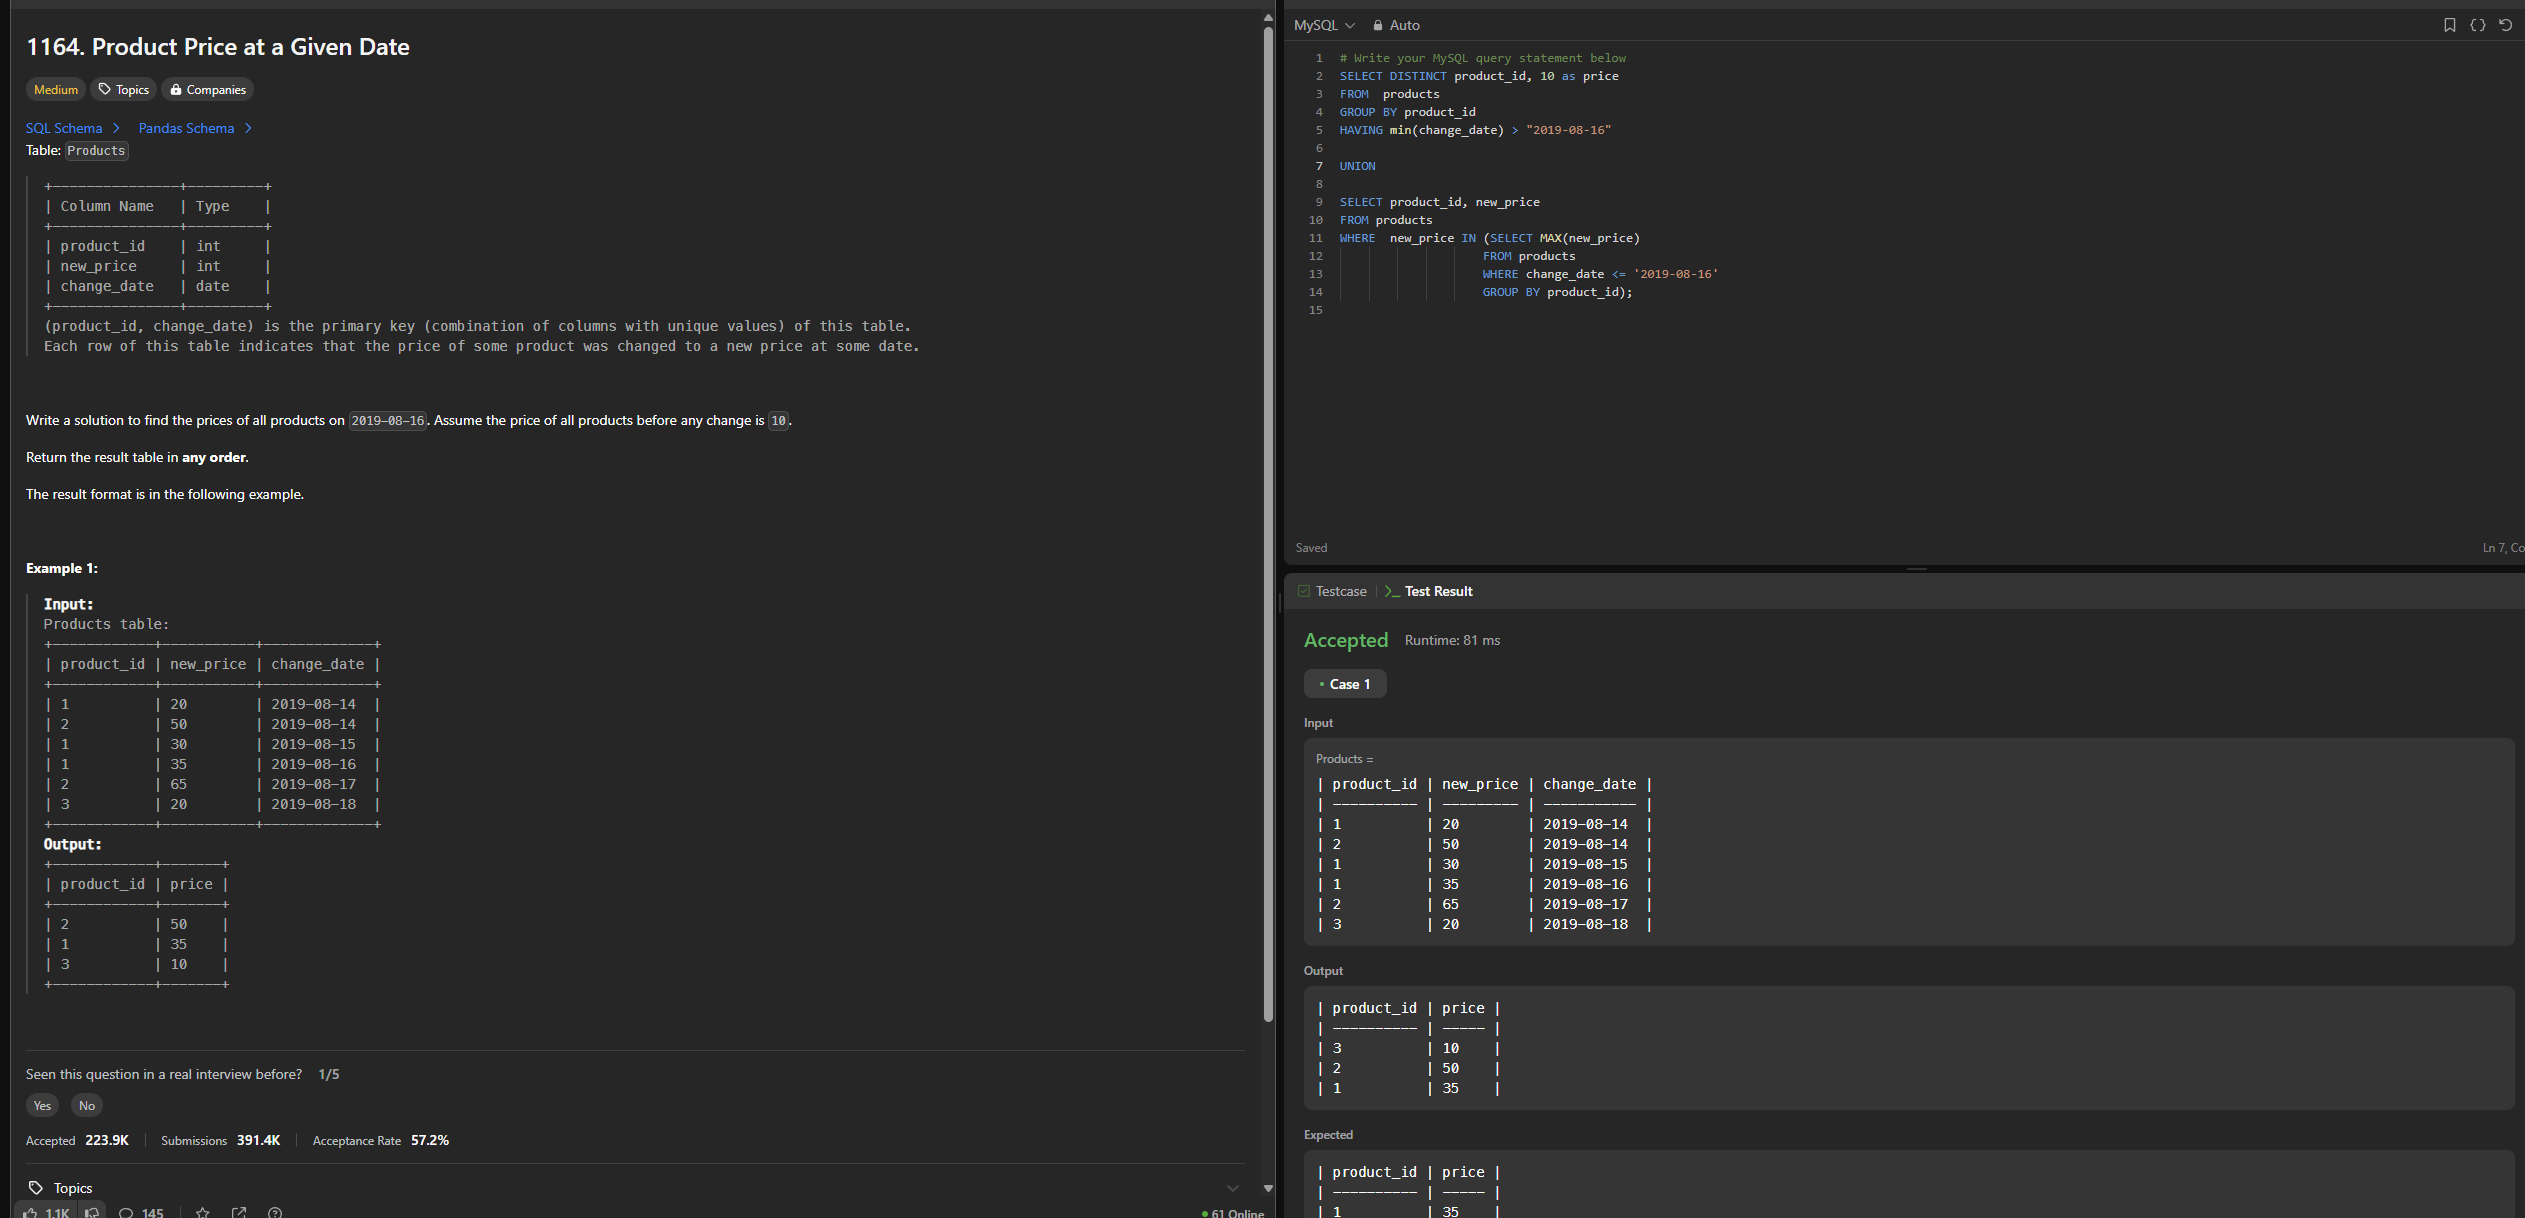 1164. Product Price at a Given Date
Medium Topics Companies
SQL Schema Pandas Schema
Table: Products
+---------------+---------+
| Column Name   | Type    |
+---------------+---------+
| product_id    | int     |
| new_price     | int     |
| change_date   | date    |
+---------------+---------+
(product_id, change_date) is the primary key (combination of columns with unique values) of this table.
Each row of this table indicates that the price of some product was changed to a new price at some date.
Write a solution to find the prices of all products on 2019-08-16. Assume the price of all products before any change is 10.
Return the result table in any order.
The result format is in the following example.
Example 1:
Input:
Products table:
+------------+-----------+-------------+
| product_id | new_price | change_date |
+------------+-----------+-------------+
| 1          | 20        | 2019-08-14  |
| 2          | 50        | 2019-08-14  |
| 1          | 30        | 2019-08-15  |
| 1          | 35        | 2019-08-16  |
| 2          | 65        | 2019-08-17  |
| 3          | 20        | 2019-08-18  |
+------------+-----------+-------------+
Output:
+------------+-------+
| product_id | price |
+------------+-------+
| 2          | 50    |
| 1          | 35    |
| 3          | 10    |
+------------+-------+
Seen this question in a real interview before? 1/5
Yes No
Accepted 223.9K Submissions 391.4K Acceptance Rate 57.2%
Topics
1.1K 145 61 Online
MySQL Auto
1 # Write your MySQL query statement below
2 SELECT DISTINCT product_id, 10 as price
3 FROM  products
4 GROUP BY product_id
5 HAVING min(change_date) > "2019-08-16"
6
7 UNION
8
9 SELECT product_id, new_price
10 FROM products
11 WHERE  new_price IN (SELECT MAX(new_price)
12                     FROM products
13                     WHERE change_date <= '2019-08-16'
14                     GROUP BY product_id);
15
Saved Ln 7, Co
Testcase Test Result
Accepted Runtime: 81 ms
Case 1
Input
Products =
| product_id | new_price | change_date |
| ---------- | --------- | ----------- |
| 1          | 20        | 2019-08-14  |
| 2          | 50        | 2019-08-14  |
| 1          | 30        | 2019-08-15  |
| 1          | 35        | 2019-08-16  |
| 2          | 65        | 2019-08-17  |
| 3          | 20        | 2019-08-18  |
Output
| product_id | price |
| ---------- | ----- |
| 3          | 10    |
| 2          | 50    |
| 1          | 35    |
Expected
| product_id | price |
| ---------- | ----- |
| 1          | 35    |